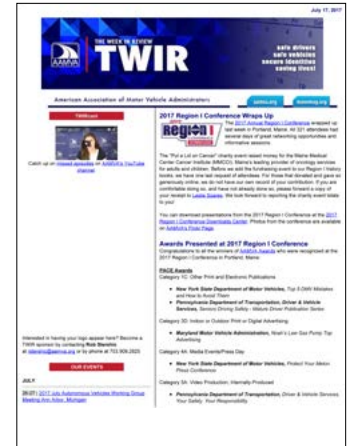 July 17, 2017
AAMVA
THE WEEK IN REVIEW
TWIR
safe drivers
safe vehicles
secure identities
saving lives!
American Association of Motor Vehicle Administrators
TWIRcast
Catch up on missed episodes on AAMVA's YouTube
channel
Interested in having your logo appear here? Become a
TWIR sponsor by contacting Rob Stershic
at rstershic@aamva.org or by phone at 703.908.2825
OUR EVENTS
JULY
26-27 | 2017 July Autonomous Vehicles Working Group
Meeting Ann Arbor, Michigan
2017 Region I Conference Wraps Up
2017
Region I
CONFERENCE
The 2017 Annual Region I Conference wrapped up
last week in Portland, Maine. All 321 attendees had
several days of great networking opportunities and
informative sessions.
The "Put a Lid on Cancer" charity event raised money for the Maine Medical
Center Cancer Institute (MMCCI), Maine's leading provider of oncology services
for adults and children. Before we add the fundraising event to our Region I history
books, we have one last request of attendees. For those that donated and gave so
generously online, we do not have our own record of your contribution. If you are
comfortable doing so, and have not already done so, please forward a copy of
your receipt to
We look forward to reporting the charity event totals
to you!
You can download presentations from the 2017 Region I Conference at the 2017
Region I Conference Downloads Center. Photos from the conference are available
on AAMVA's Flickr Page.
Awards Presented at 2017 Region I Conference
Congratulations to all the winners of AAMVA Awards who were recognized at the
2017 Region I Conference in Portland, Maine:
PACE Awards
Category 1C: Other Print and Electronic Publications
• New York State Department of Motor Vehicles, Top 5 DMV Mistakes
and How to Avoid Them
• Pennsylvania Department of Transportation, Driver & Vehicle
Services, Seniors Driving Safely - Mature Driver Publication Series
Category 3D: Indoor or Outdoor Print or Digital Advertising
• Maryland Motor Vehicle Administration, Noah's Law Gas Pump Top
Advertising
Category 4A: Media Events/Press Day
• New York State Department of Motor Vehicles, Protect Your Melon
Press Conference
Category 5A: Video Production, Internally Produced
• Pennsylvania Department of Transportation, Driver & Vehicle Services,
Your Safety. Your Responsibility